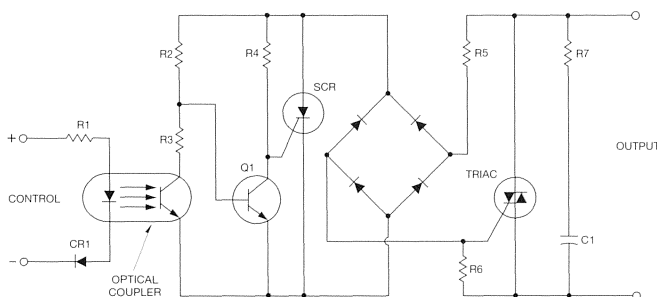 R2
R4
R5
R7
SCR
R1
+
R3
Q1
OUTPUT
TRIAC
CONTROL
CR1
C1
-
R6
OPTICAL
COUPLER